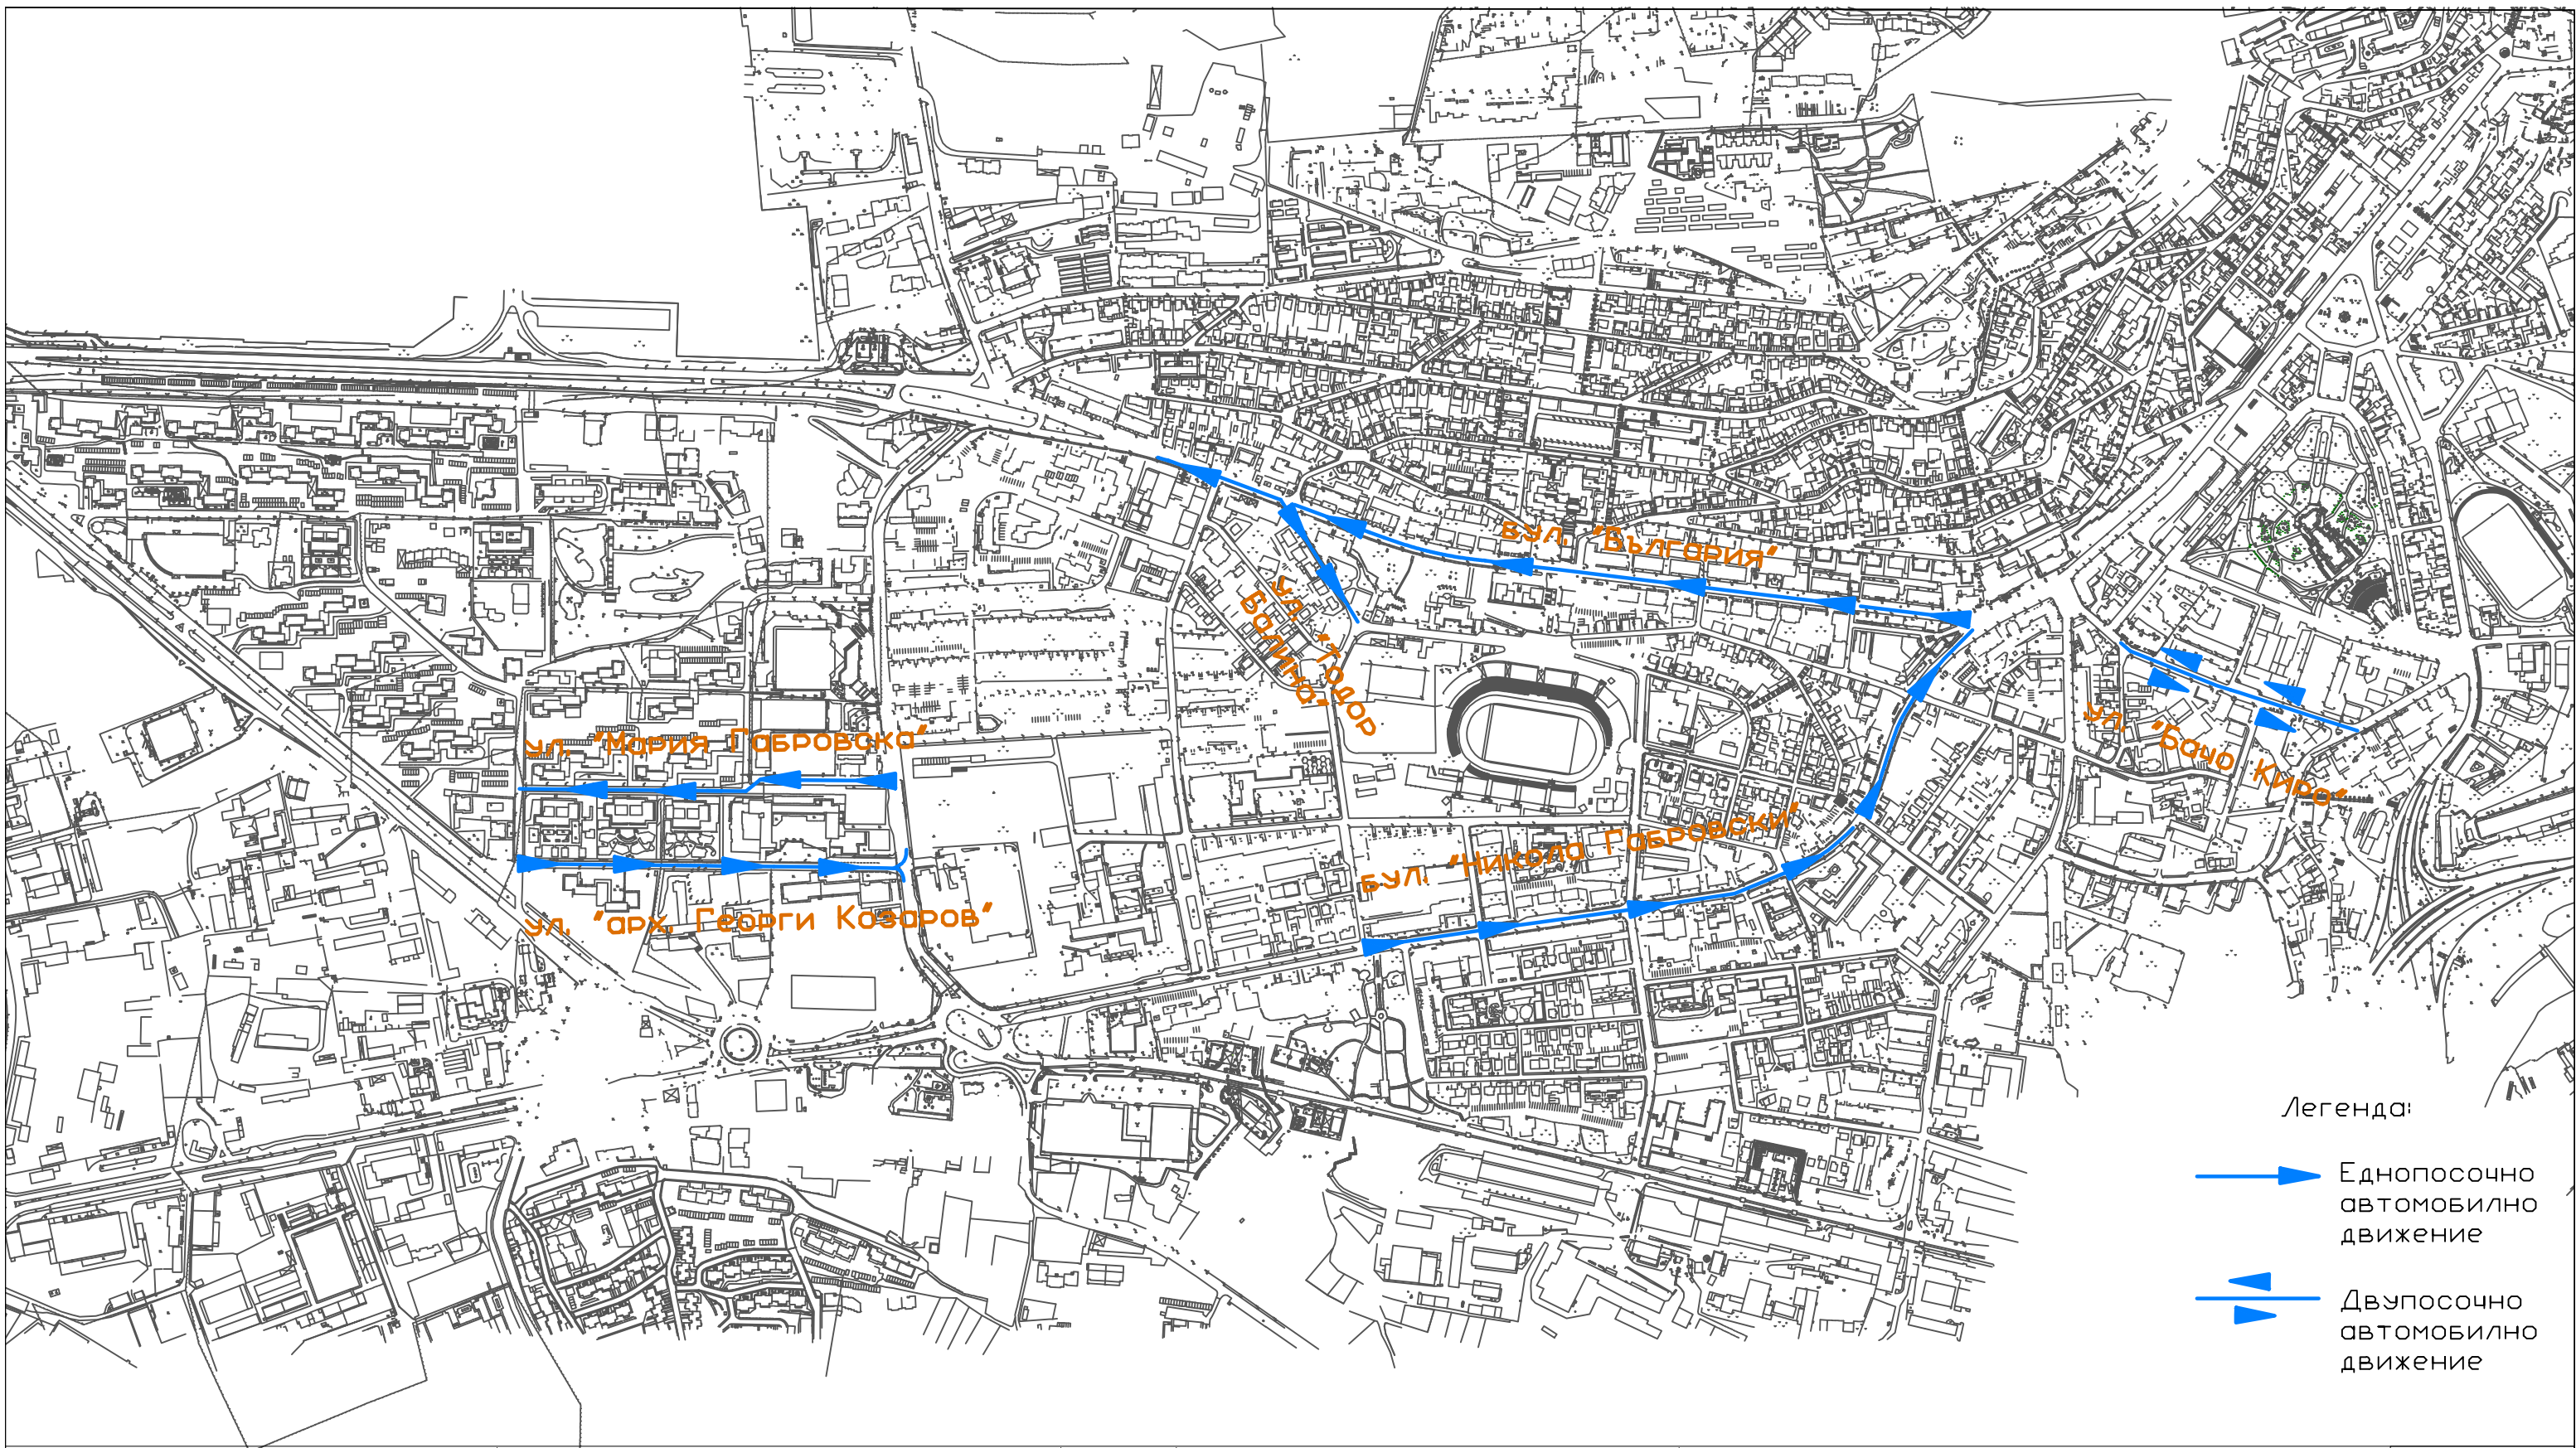 БУЛ. "България"
УЛ. "Тодор
Балина"
УЛ. "Мария Габровска"
УЛ. "Бачо Киро"
БУЛ. "Никола Габровски"
УЛ. "арх. Георги Козаров"
Легенда:
Еднопосочно
автомобилно
движение
Двупосочно
автомобилно
движение